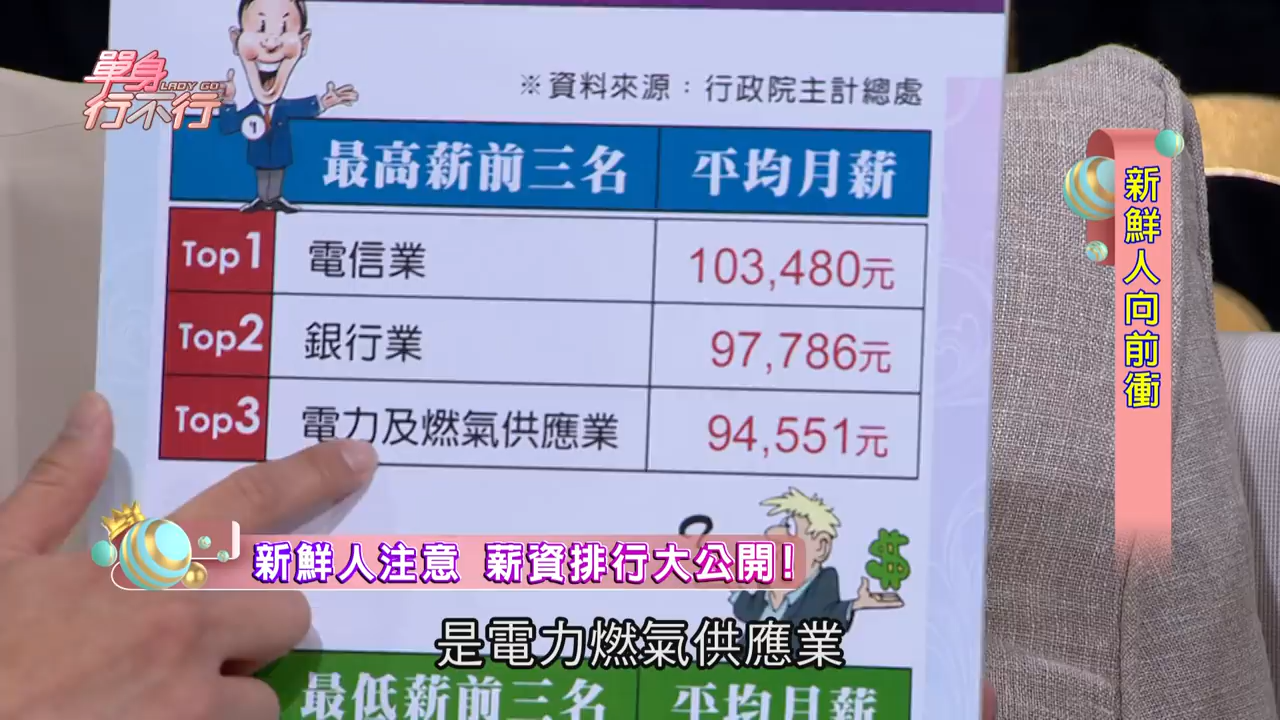 單身
LADY GO
行不行
※資料來源：行政院主計總處
最高薪前三名 平均月薪
Top1 電信業 103,480元
Top2 銀行業 97,786元
Top3 電力及燃氣供應業 94,551元
新鮮人向前衝
新鮮人注意 薪資排行大公開!
是電力燃氣供應業
最低薪前三名 平均月薪